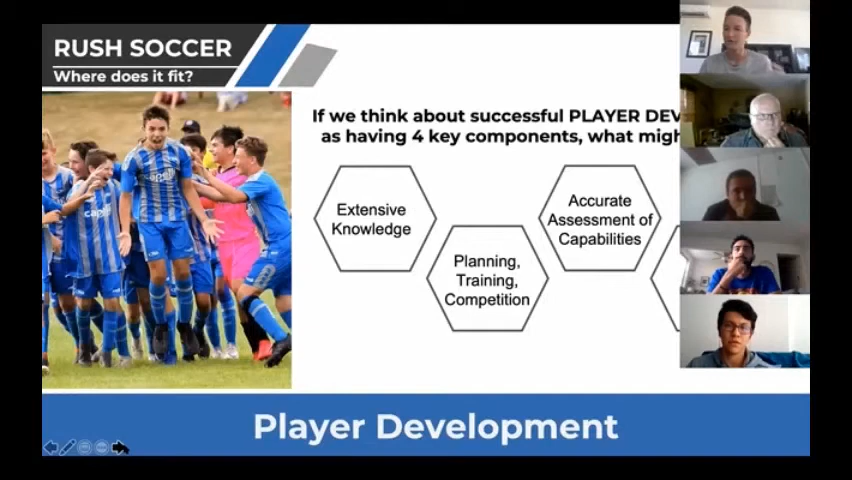 RUSH SOCCER
Where does it fit?
If we think about successful PLAYER DEV
as having 4 key components, what migh
Extensive
Knowledge
Planning,
Training,
Competition
Accurate
Assessment of
Capabilities
capelli
Player Development